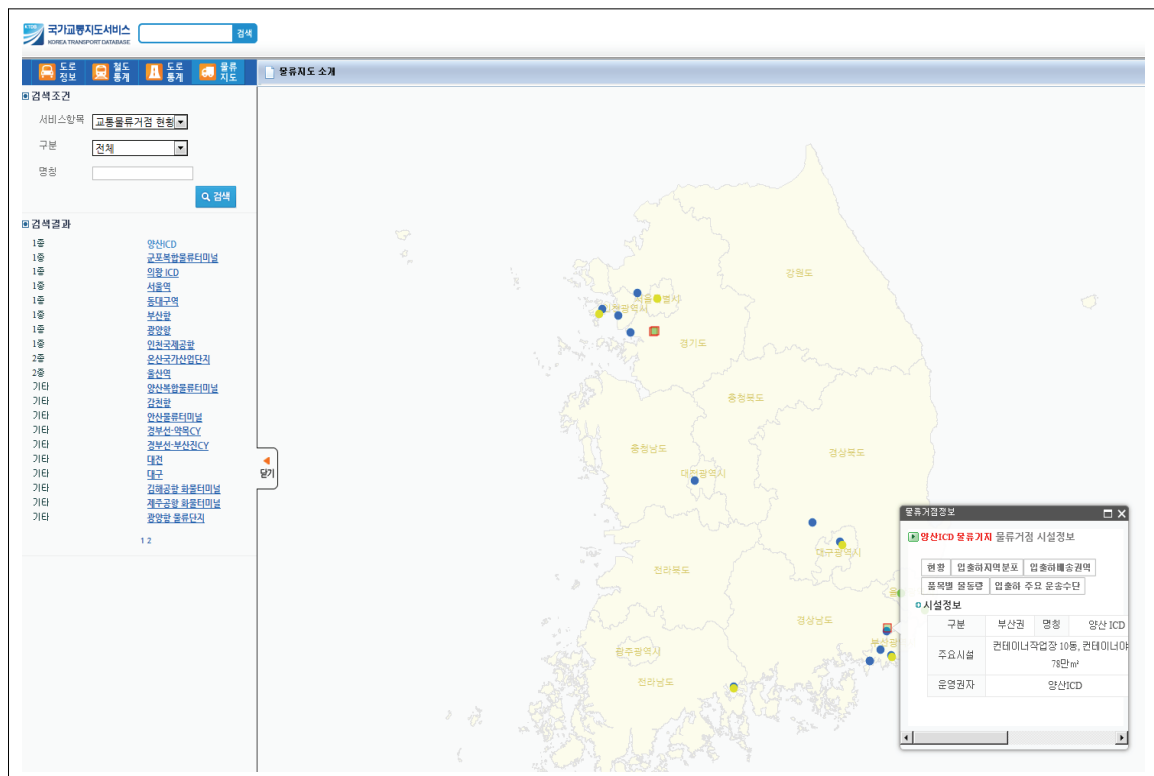 국가교통지도서비스
KOREA TRANSPORT DATABASE
검색
도로 정보
철도 통계
도로 통계
물류 지도
물류지도 소개
검색조건
서비스항목 교통물류거점 현황
구분 전체
명칭
검색
검색결과
1종 양산ICD
1종 군포복합물류터미널
1종 의왕 ICD
1종 서울역
1종 동대구역
1종 부산항
1종 광양항
1종 인천국제공항
2종 온산국가산업단지
2종 울산역
기타 양산복합물류터미널
기타 감천항
기타 안산물류터미널
기타 경부선-약목CY
기타 경부선-부산진CY
기타 대전
기타 대구
기타 김해공항 화물터미널
기타 제주공항 화물터미널
기타 광양항 물류단지
1 2
닫기
강원도
서울특별시
인천광역시
경기도
충청북도
충청남도
경상북도
대전광역시
대구광역시
전라북도
경상남도
광주광역시
전라남도
물류거점정보
양산ICD 물류기지 물류거점 시설정보
현황 입출하지역분포 입출하배송권역
품목별 물동량 입출하 주요 운송수단
시설정보
구분 부산권 명칭 양산 ICD
주요시설 컨테이너작업장 10동, 컨테이너야
78만㎡
운영권자 양산ICD